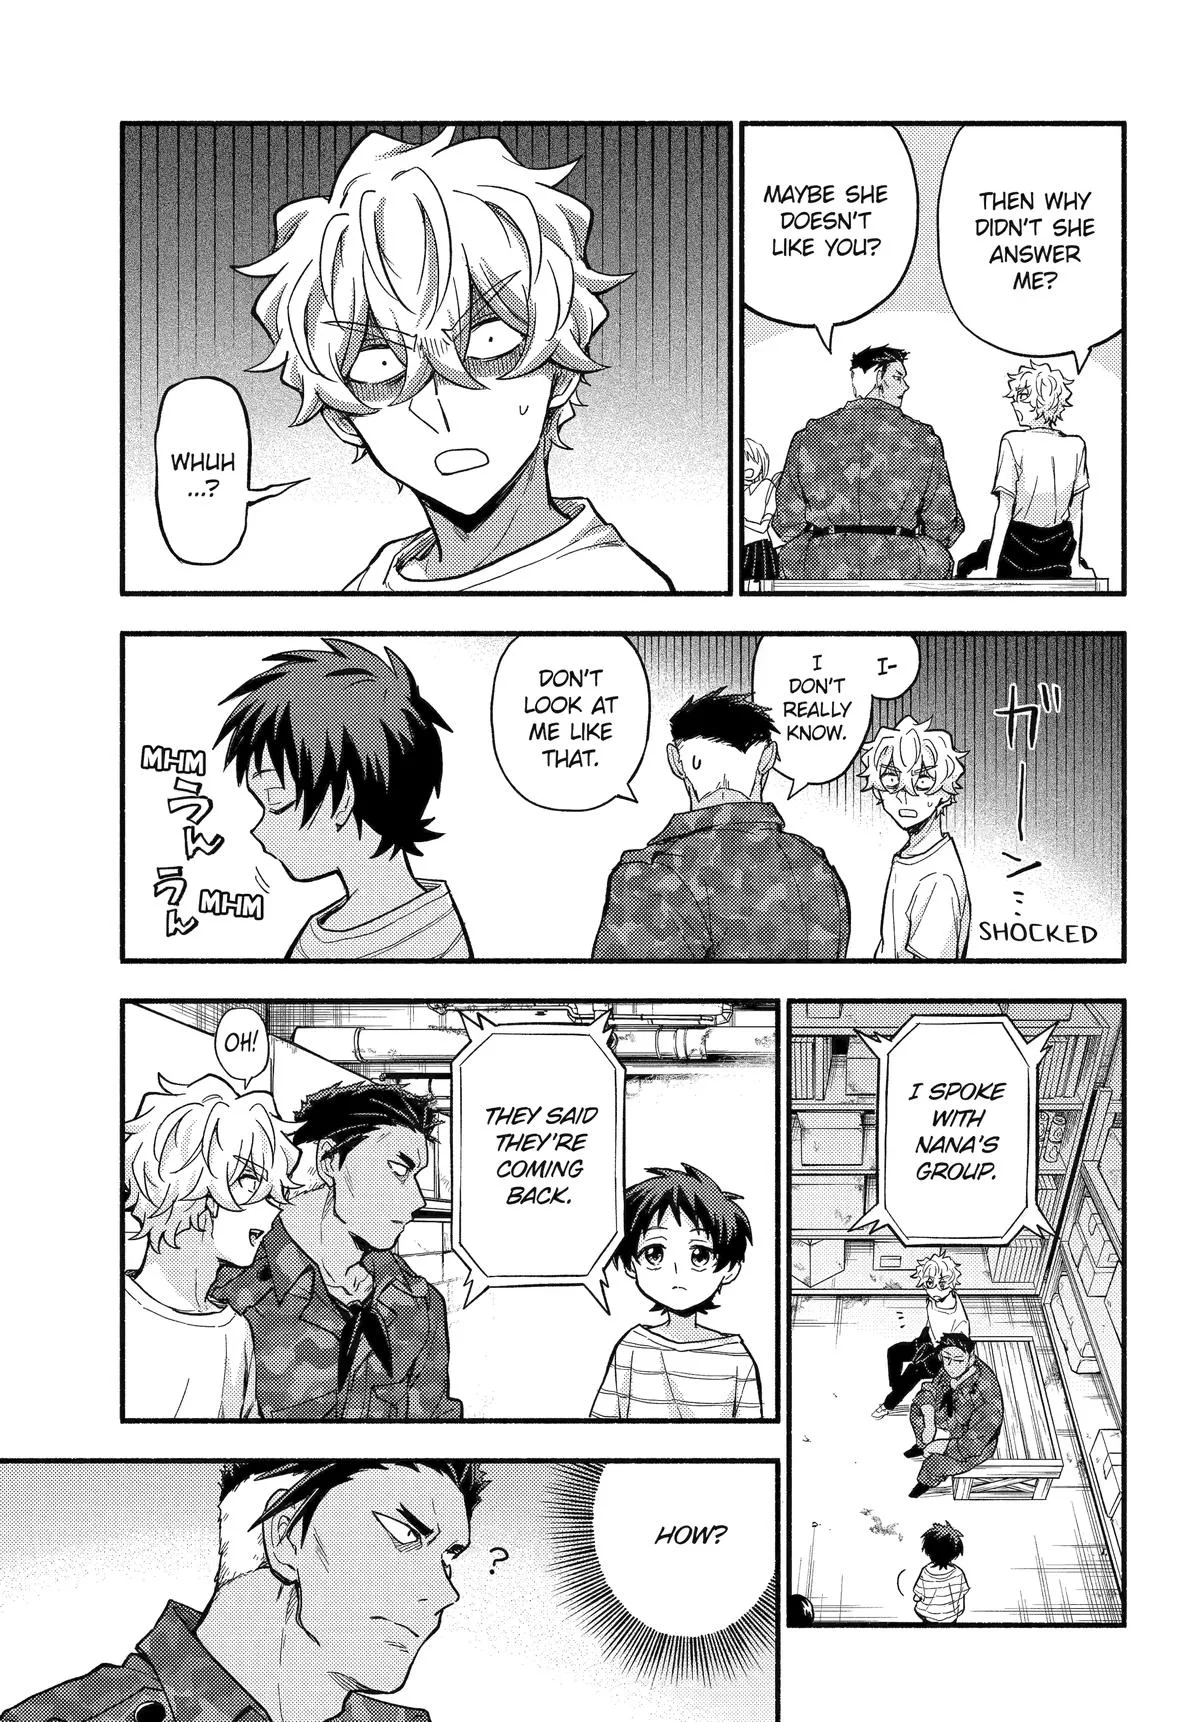 THEN WHY
DIDN'T SHE
ANSWER
ME?
MAYBE SHE
DOESN'T
LIKE YOU?
WHUH
...?
ガーン…
SHOCKED
I-
I
DON'T
REALLY
KNOW.
DON'T
LOOK AT
ME LIKE
THAT.
MHM
うん
うん
MHM
I SPOKE
WITH
NANA'S
GROUP.
THEY SAID
THEY'RE
COMING
BACK.
OH!
HOW?
?